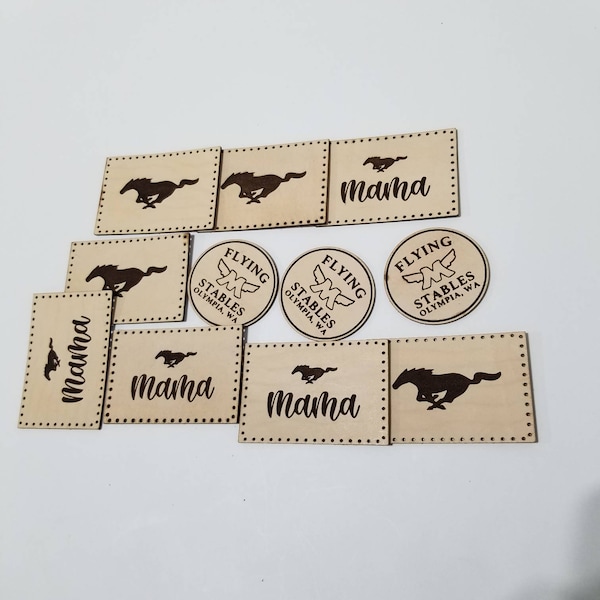 mama
FLYING
M
STABLES
OLYMPIA, WA
FLYING
M
STABLES
OLYMPIA, WA
FLYING
M
STABLES
OLYMPIA, WA
mama
mama
mama